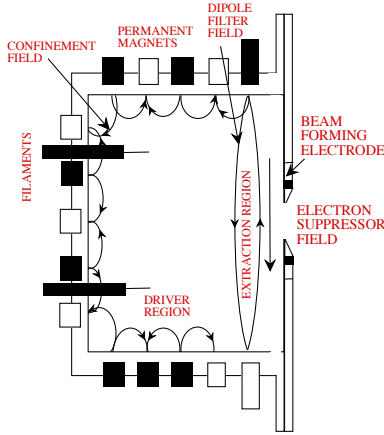 DIPOLE
FILTER
FIELD
PERMANENT
MAGNETS
CONFINEMENT
FIELD
FILAMENTS
BEAM
FORMING
ELECTRODE
EXTRACTION REGION
ELECTRON
SUPPRESSOR
FIELD
DRIVER
REGION